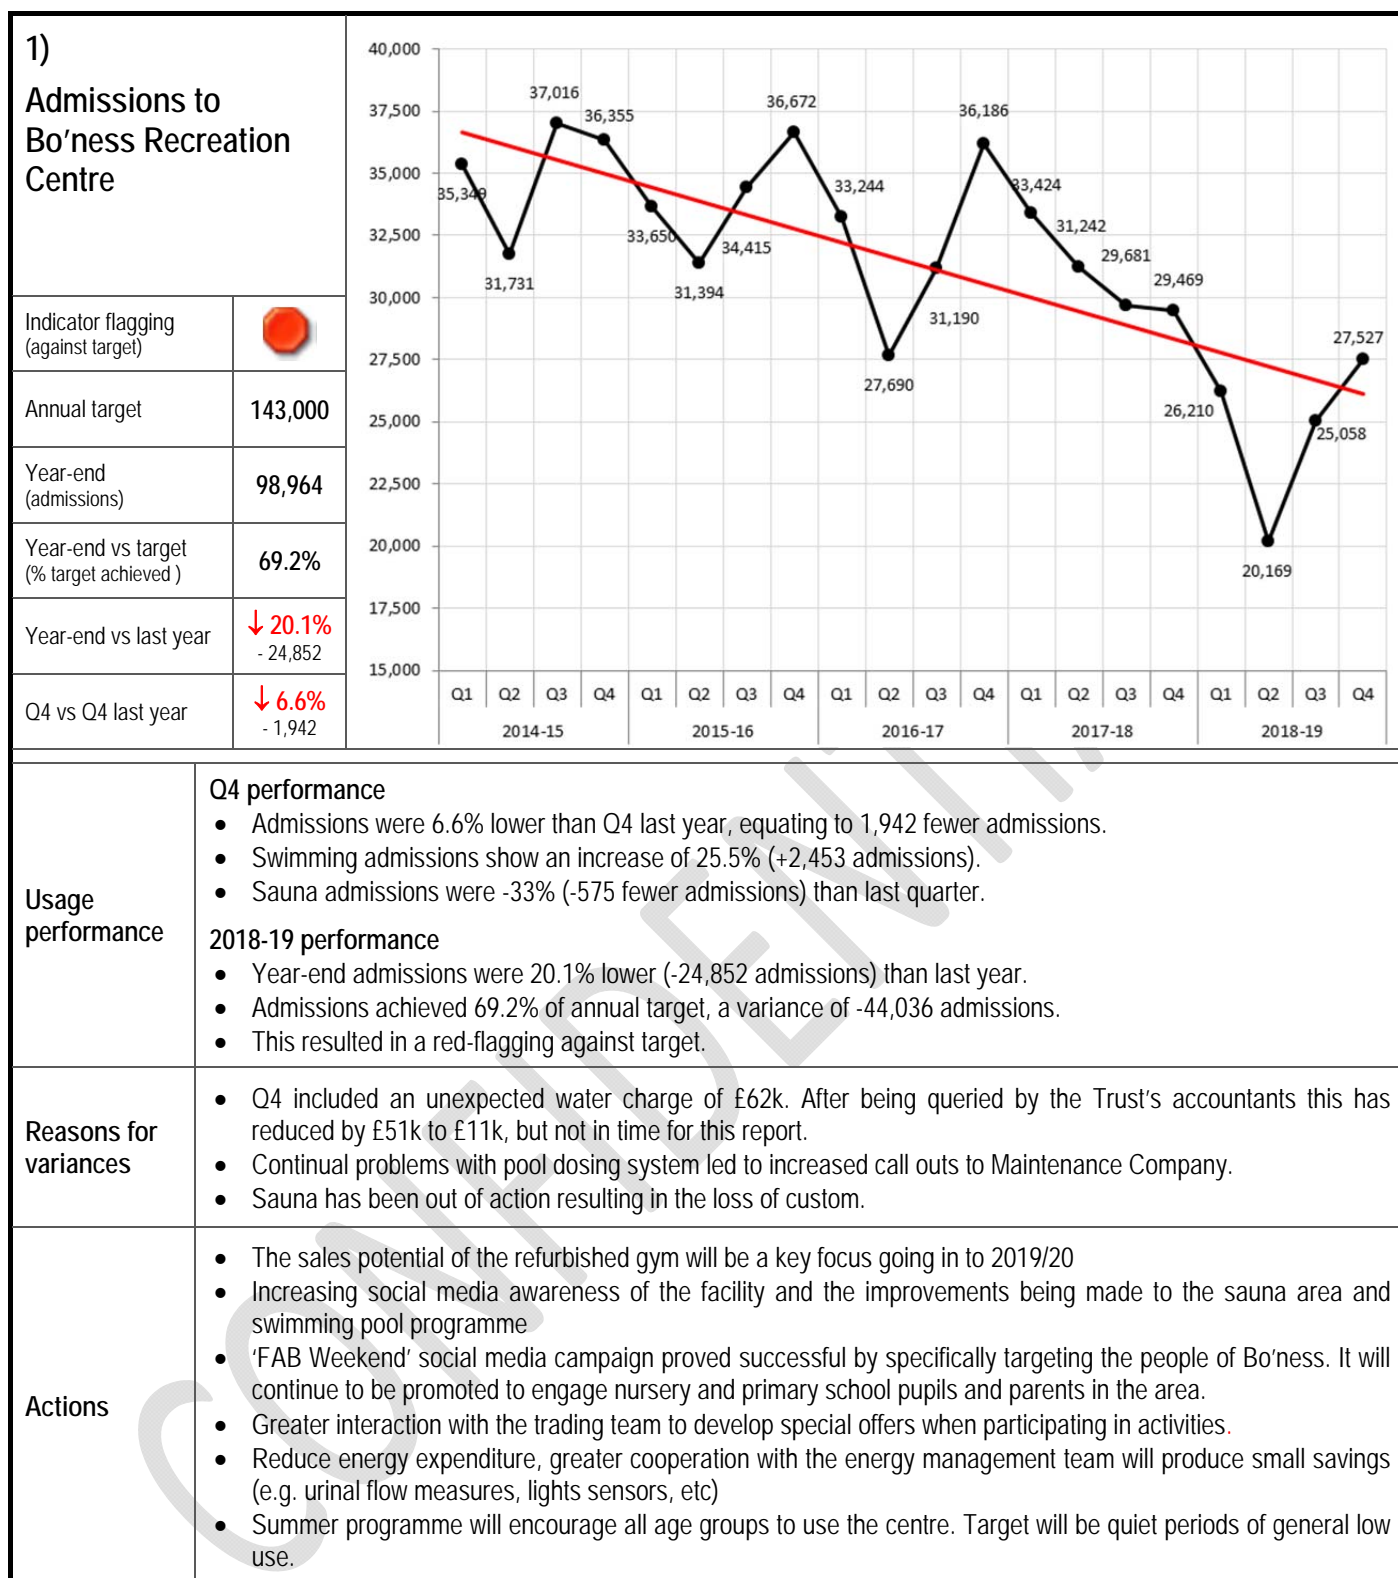 1)
Admissions to
Bo'ness Recreation
Centre
Indicator flagging
(against target)
Annual target
143,000
Year-end
(admissions)
98,964
Year-end vs target
(% target achieved )
69.2%
Year-end vs last year
↓ 20.1%
- 24,852
Q4 vs Q4 last year
↓ 6.6%
- 1,942
40,000
37,500
35,000
32,500
30,000
27,500
25,000
22,500
20,000
17,500
15,000
35,349
31,731
37,016
36,355
33,650
31,394
34,415
36,672
33,244
27,690
31,190
36,186
33,424
31,242
29,681
29,469
26,210
20,169
25,058
27,527
Q1 Q2 Q3 Q4 Q1 Q2 Q3 Q4 Q1 Q2 Q3 Q4 Q1 Q2 Q3 Q4 Q1 Q2 Q3 Q4
2014-15 2015-16 2016-17 2017-18 2018-19
Usage
performance
Q4 performance
• Admissions were 6.6% lower than Q4 last year, equating to 1,942 fewer admissions.
• Swimming admissions show an increase of 25.5% (+2,453 admissions).
• Sauna admissions were -33% (-575 fewer admissions) than last quarter.
2018-19 performance
• Year-end admissions were 20.1% lower (-24,852 admissions) than last year.
• Admissions achieved 69.2% of annual target, a variance of -44,036 admissions.
• This resulted in a red-flagging against target.
Reasons for
variances
• Q4 included an unexpected water charge of £62k. After being queried by the Trust's accountants this has
reduced by £51k to £11k, but not in time for this report.
• Continual problems with pool dosing system led to increased call outs to Maintenance Company.
• Sauna has been out of action resulting in the loss of custom.
Actions
• The sales potential of the refurbished gym will be a key focus going in to 2019/20
• Increasing social media awareness of the facility and the improvements being made to the sauna area and
swimming pool programme
• 'FAB Weekend' social media campaign proved successful by specifically targeting the people of Bo'ness. It will
continue to be promoted to engage nursery and primary school pupils and parents in the area.
• Greater interaction with the trading team to develop special offers when participating in activities.
• Reduce energy expenditure, greater cooperation with the energy management team will produce small savings
(e.g. urinal flow measures, lights sensors, etc)
• Summer programme will encourage all age groups to use the centre. Target will be quiet periods of general low
use.